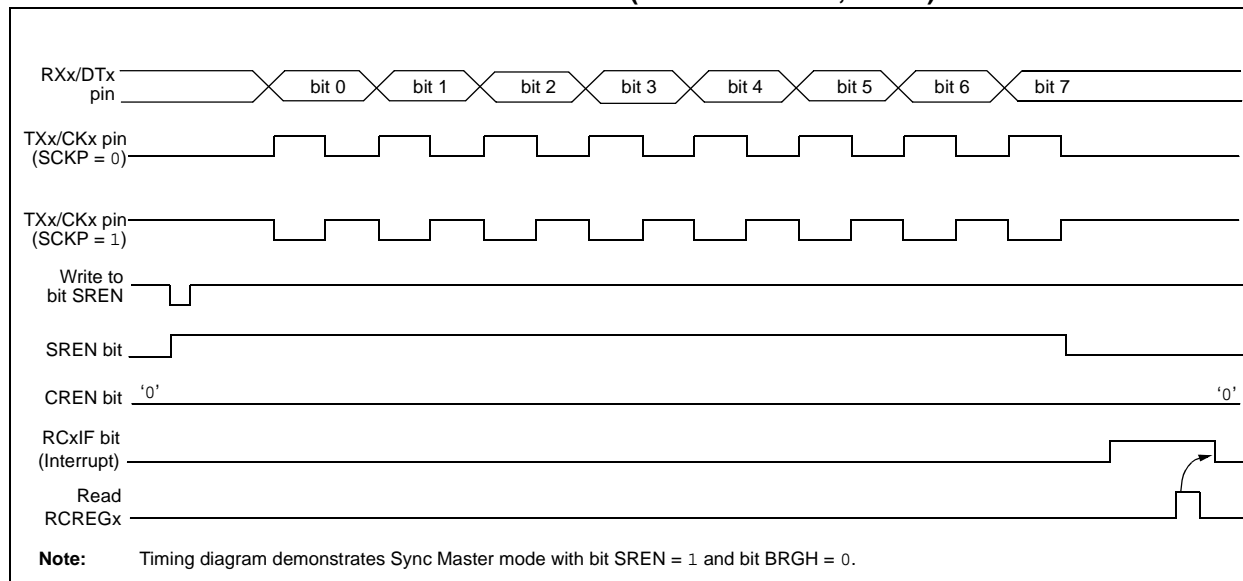 RXx/DTx
pin
bit 0 bit 1 bit 2 bit 3 bit 4 bit 5 bit 6 bit 7
TXx/CKx pin
(SCKP = 0)
TXx/CKx pin
(SCKP = 1)
Write to
bit SREN
SREN bit
CREN bit ‘0’ ‘0’
RCxIF bit
(Interrupt)
Read
RCREGx
Note: Timing diagram demonstrates Sync Master mode with bit SREN = 1 and bit BRGH = 0.